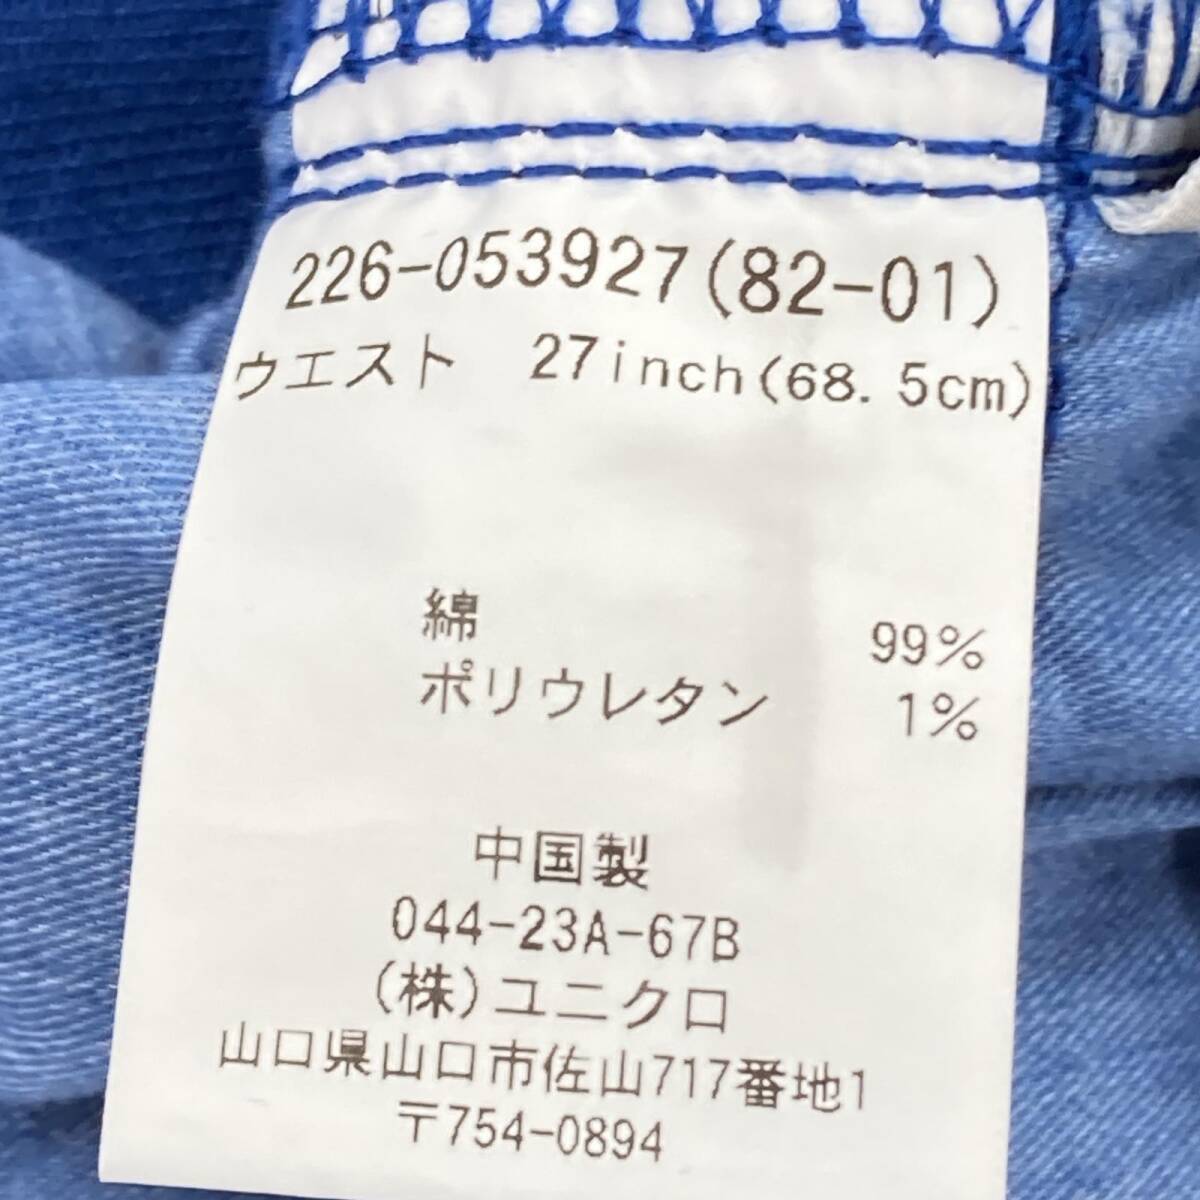 226-053927(82-01)
ウエスト　27inch(68.5cm)
綿　99%
ポリウレタン　1%
中国製
044-23A-67B
(株)ユニクロ
山口県山口市佐山717番地1
〒754-0894